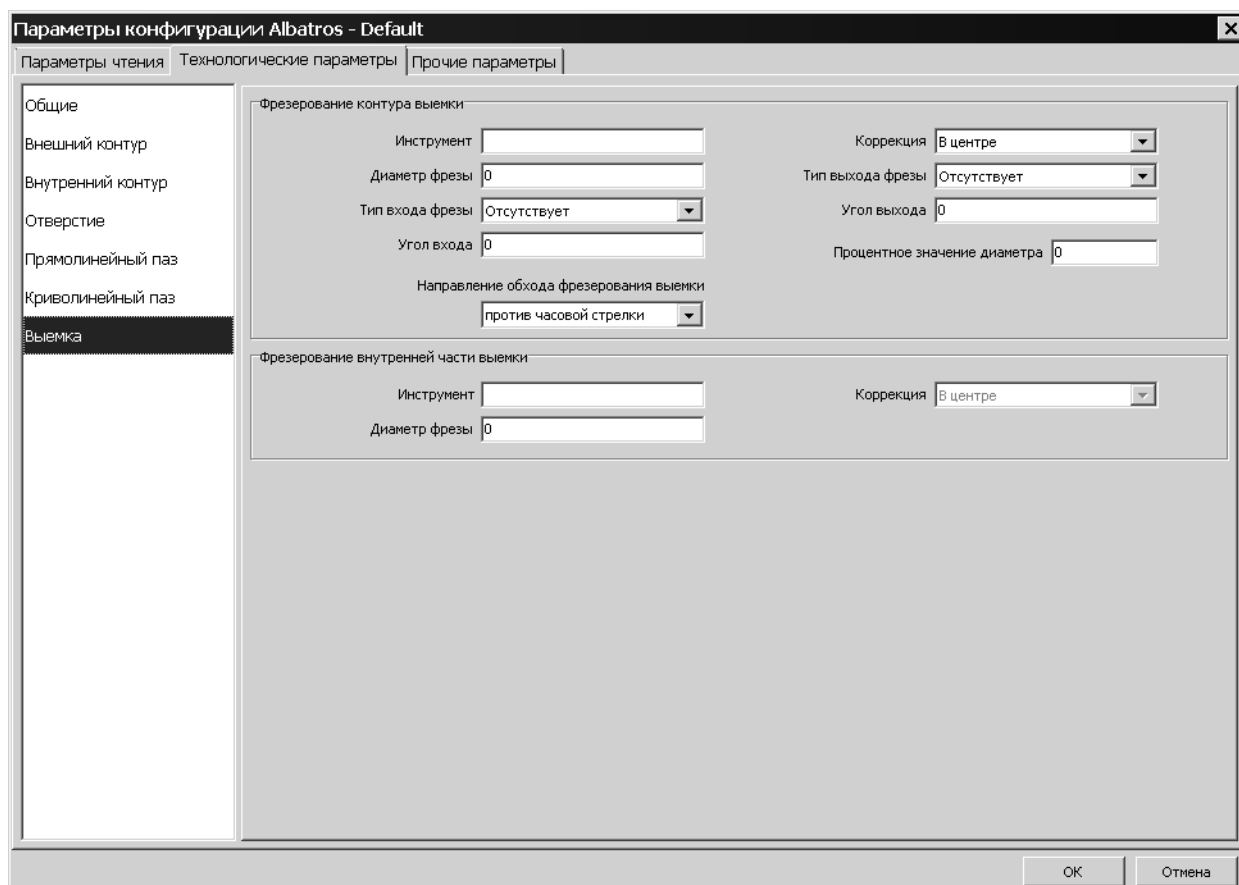 Параметры конфигурации Albatros - Default
Параметры чтения Технологические параметры Прочие параметры
Общие
Внешний контур
Внутренний контур
Отверстие
Прямолинейный паз
Криволинейный паз
Выемка
Фрезерование контура выемки
Инструмент Коррекция В центре
Диаметр фрезы 0 Тип выхода фрезы Отсутствует
Тип входа фрезы Отсутствует Угол выхода 0
Угол входа 0 Процентное значение диаметра 0
Направление обхода фрезерования выемки
против часовой стрелки
Фрезерование внутренней части выемки
Инструмент Коррекция В центре
Диаметр фрезы 0
ОК Отмена